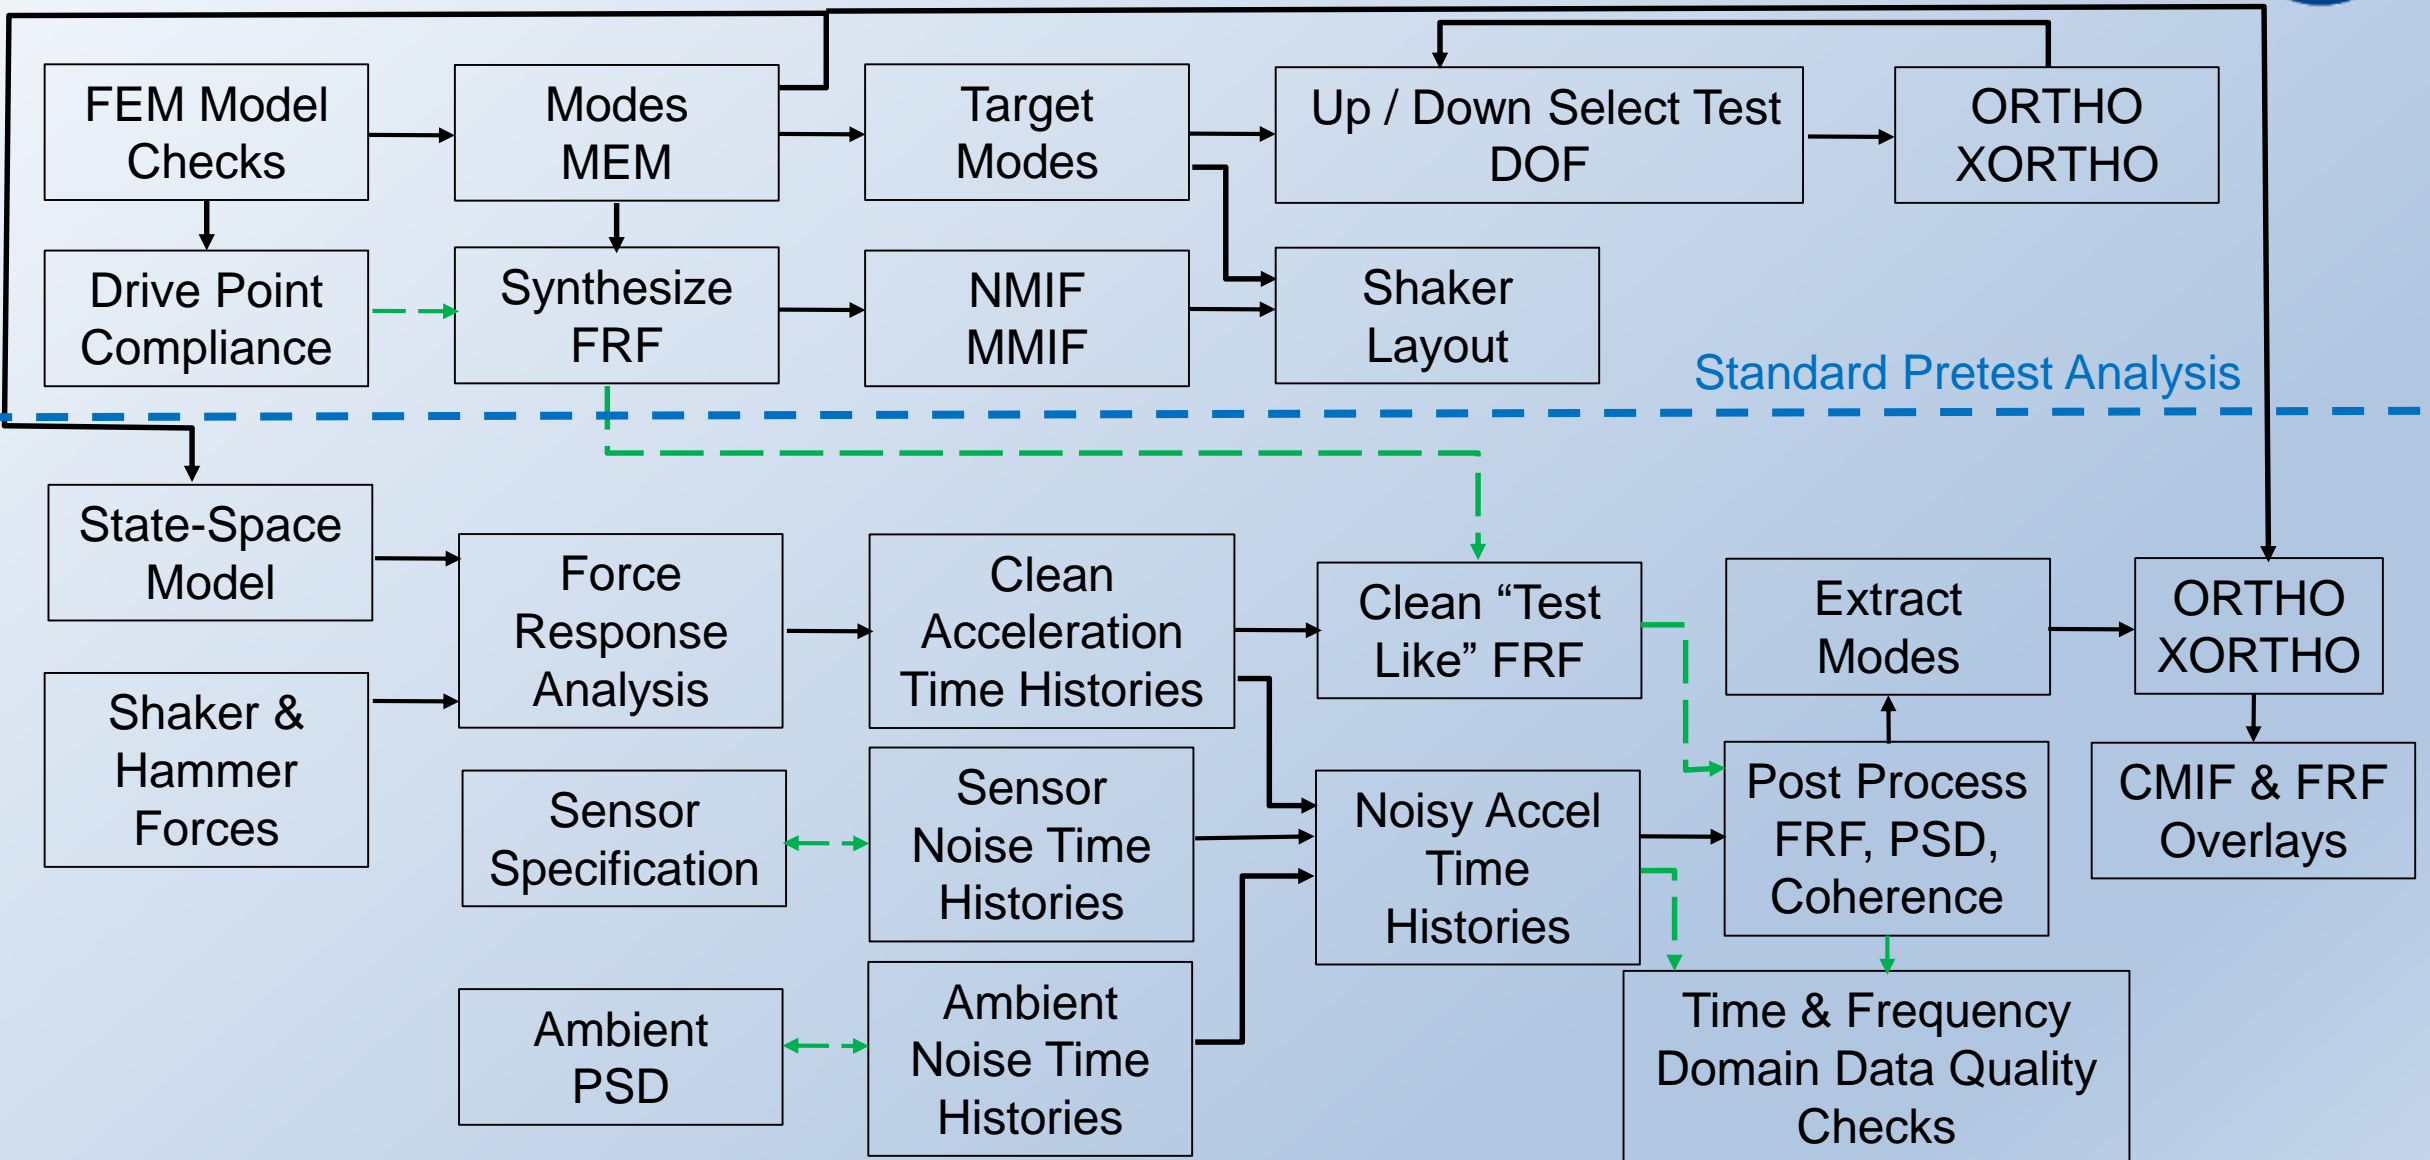 FEM Model
Checks
Modes
MEM
Target
Modes
Up / Down Select Test
DOF
ORTHO
XORTHO
Drive Point
Compliance
Synthesize
FRF
NMIF
MMIF
Shaker
Layout
Standard Pretest Analysis
State-Space
Model
Force
Response
Analysis
Clean
Acceleration
Time Histories
Clean “Test
Like” FRF
Extract
Modes
ORTHO
XORTHO
Shaker &
Hammer
Forces
Sensor
Specification
Sensor
Noise Time
Histories
Noisy Accel
Time
Histories
Post Process
FRF, PSD,
Coherence
CMIF & FRF
Overlays
Ambient
PSD
Ambient
Noise Time
Histories
Time & Frequency
Domain Data Quality
Checks